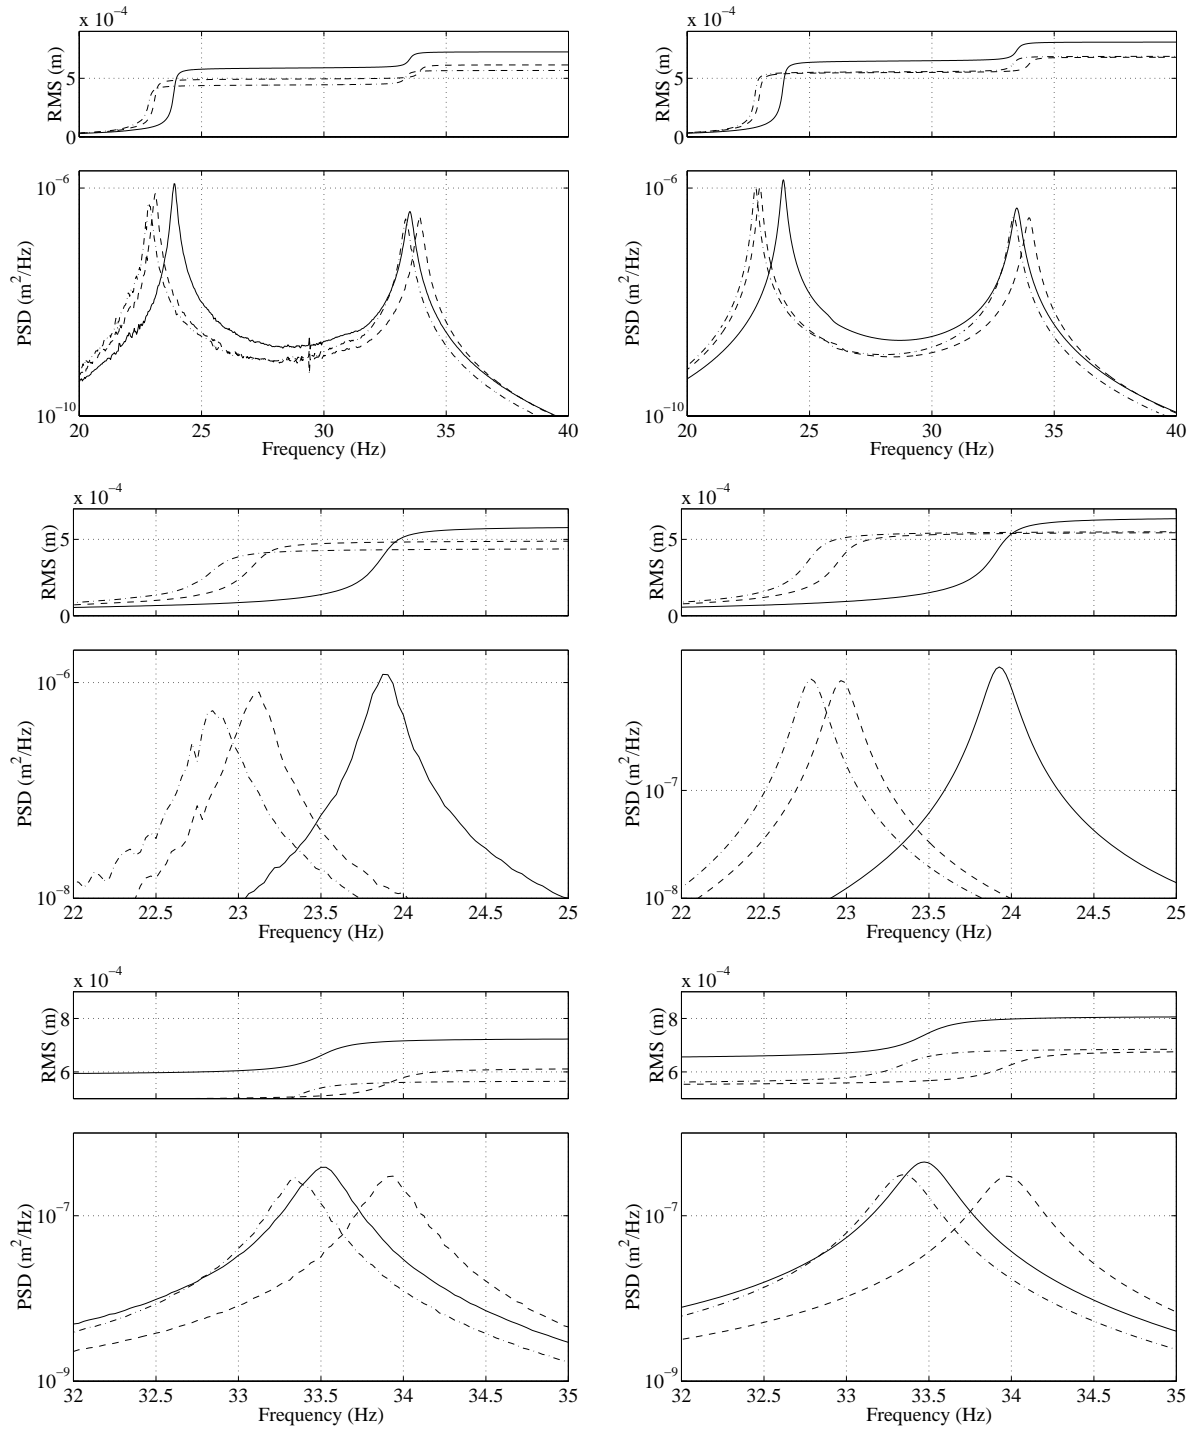 x 10⁻⁴
RMS (m)
5
0
10⁻⁶
PSD (m²/Hz)
10⁻¹⁰
20 25 30 35 40
Frequency (Hz)
x 10⁻⁴
RMS (m)
5
0
10⁻⁶
PSD (m²/Hz)
10⁻¹⁰
20 25 30 35 40
Frequency (Hz)
x 10⁻⁴
RMS (m)
5
0
10⁻⁶
PSD (m²/Hz)
10⁻⁸
22 22.5 23 23.5 24 24.5 25
Frequency (Hz)
x 10⁻⁴
RMS (m)
5
0
PSD (m²/Hz)
10⁻⁷
10⁻⁸
22 22.5 23 23.5 24 24.5 25
Frequency (Hz)
x 10⁻⁴
8
RMS (m)
6
10⁻⁷
PSD (m²/Hz)
10⁻⁹
32 32.5 33 33.5 34 34.5 35
Frequency (Hz)
x 10⁻⁴
8
RMS (m)
6
10⁻⁷
PSD (m²/Hz)
10⁻⁹
32 32.5 33 33.5 34 34.5 35
Frequency (Hz)